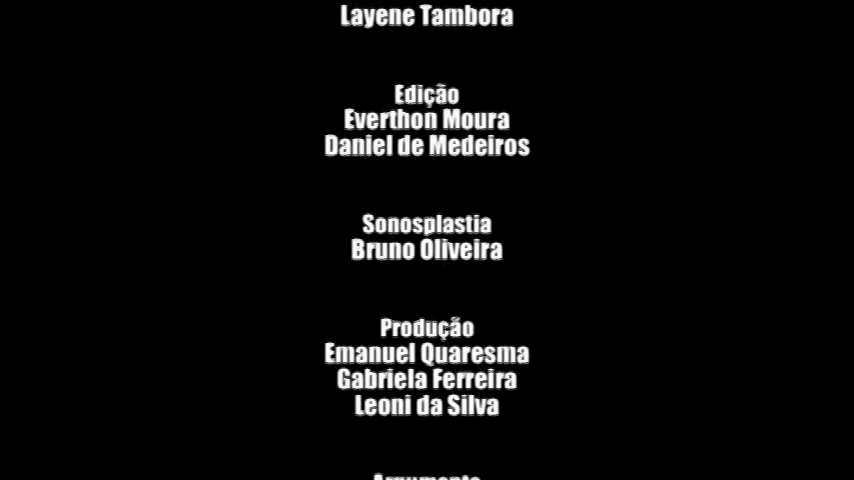 Layene Tambora
Edição
Everthon Moura
Daniel de Medeiros
Sonosplastia
Bruno Oliveira
Produção
Emanuel Quaresma
Gabriela Ferreira
Leoni da Silva